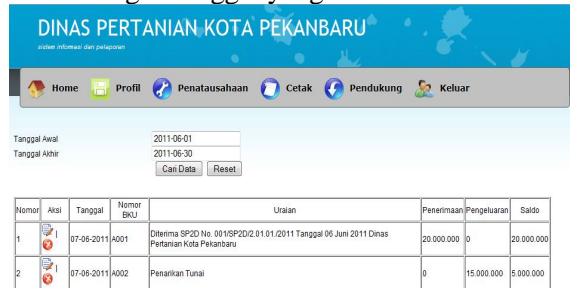 DINAS PERTANIAN KOTA PEKANBARU
sistem informasi dan pelaporan
Home Profil Penatausahaan Cetak Pendukung Keluar
Tanggal Awal 2011-06-01
Tanggal Akhir 2011-06-30
Cari Data Reset
Nomor Aksi Tanggal Nomor BKU Uraian Penerimaan Pengeluaran Saldo
1 | 07-06-2011 A001 Diterima SP2D No. 001/SP2D/2.01.01./2011 Tanggal 06 Juni 2011 Dinas
Pertanian Kota Pekanbaru 20.000.000 0 20.000.000
2 | 07-06-2011 A002 Penarikan Tunai 0 15.000.000 5.000.000